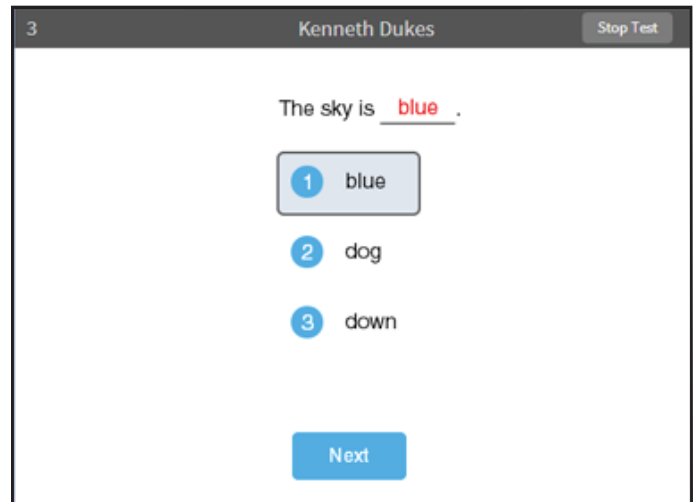 3 Kenneth Dukes Stop Test
The sky is blue.
1 blue
2 dog
3 down
Next